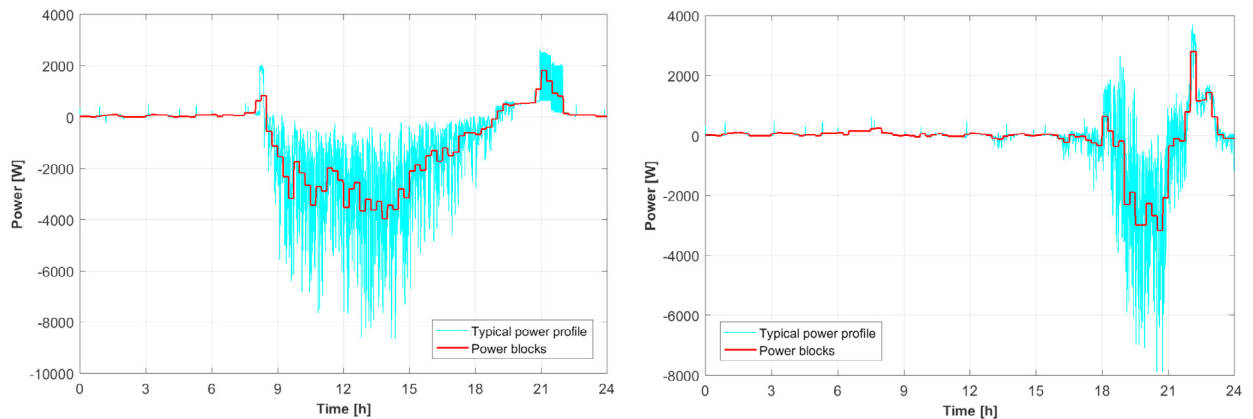 4000
2000
0
-2000
-4000
-6000
-8000
-10000
Power [W]
0 3 6 9 12 15 18 21 24
Time [h]
Typical power profile
Power blocks
4000
2000
0
-2000
-4000
-6000
-8000
Power [W]
0 3 6 9 12 15 18 21 24
Time [h]
Typical power profile
Power blocks